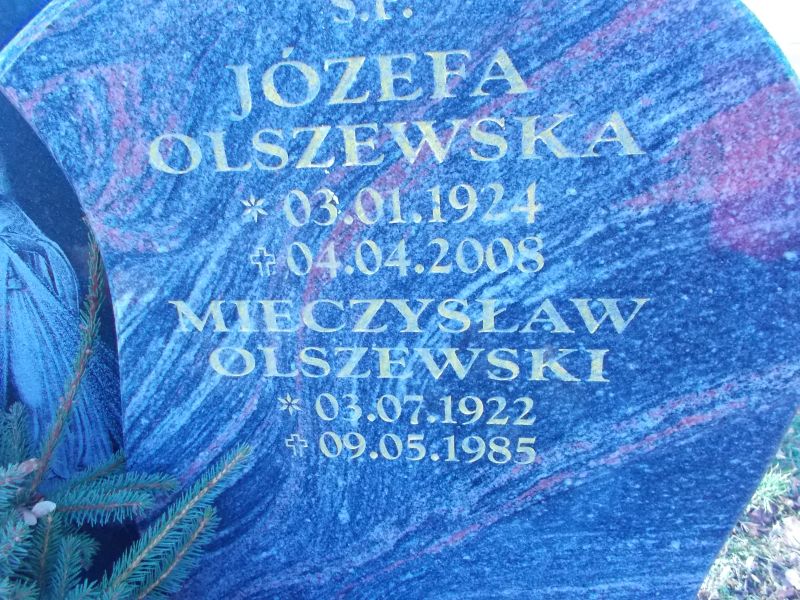 Ś.P.
JÓZEFA
OLSZEWSKA
* 03.01.1924
✝ 04.04.2008
MIECZYSŁAW
OLSZEWSKI
* 03.07.1922
✝ 09.05.1985